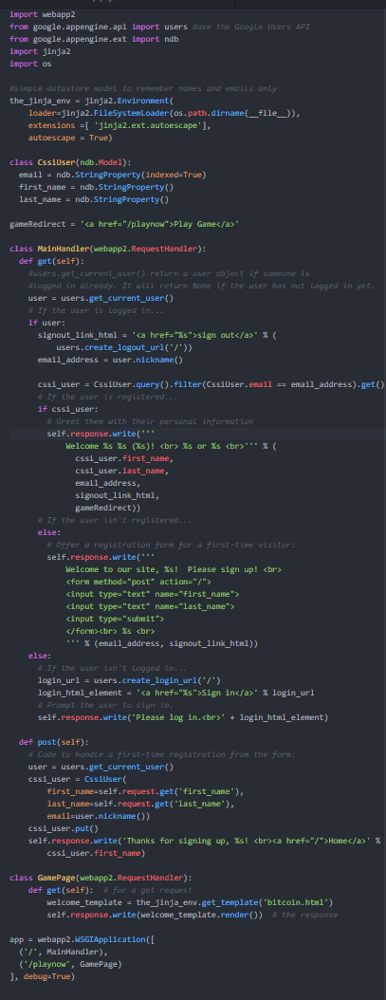 import webapp2
from google.appengine.api import users #use the Google Users API
from google.appengine.ext import ndb
import jinja2
import os

#simple datastore model to remember names and emails only
the_jinja_env = jinja2.Environment(
    loader=jinja2.FileSystemLoader(os.path.dirname(__file__)),
    extensions =[ 'jinja2.ext.autoescape'],
    autoescape = True)

class CssiUser(ndb.Model):
  email = ndb.StringProperty(indexed=True)
  first_name = ndb.StringProperty()
  last_name = ndb.StringProperty()

gameRedirect = '<a href="/playnow">Play Game</a>'

class MainHandler(webapp2.RequestHandler):
  def get(self):
    #users.get_current_user() return a user object if someone is
    #logged in already. It will return None if the user has not logged in yet.
    user = users.get_current_user()
    # If the user is logged in...
    if user:
      signout_link_html = '<a href="%s">sign out</a>' % (
          users.create_logout_url('/'))
      email_address = user.nickname()

      cssi_user = CssiUser.query().filter(CssiUser.email == email_address).get()
      # If the user is registered...
      if cssi_user:
        # Greet them with their personal information
        self.response.write('''
            Welcome %s %s (%s)! <br> %s or %s <br>''' % (
              cssi_user.first_name,
              cssi_user.last_name,
              email_address,
              signout_link_html,
              gameRedirect))
      # If the user isn't registered...
      else:
        # Offer a registration form for a first-time visitor:
        self.response.write('''
            Welcome to our site, %s!  Please sign up! <br>
            <form method="post" action="/">
            <input type="text" name="first_name">
            <input type="text" name="last_name">
            <input type="submit">
            </form><br> %s <br>
            ''' % (email_address, signout_link_html))
    else:
      # If the user isn't logged in...
      login_url = users.create_login_url('/')
      login_html_element = '<a href="%s">Sign in</a>' % login_url
      # Prompt the user to sign in.
      self.response.write('Please log in.<br>' + login_html_element)

  def post(self):
    # Code to handle a first-time registration from the form:
    user = users.get_current_user()
    cssi_user = CssiUser(
        first_name=self.request.get('first_name'),
        last_name=self.request.get('last_name'),
        email=user.nickname())
    cssi_user.put()
    self.response.write('Thanks for signing up, %s! <br><a href="/">Home</a>' %
        cssi_user.first_name)

class GamePage(webapp2.RequestHandler):
    def get(self):  # for a get request
        welcome_template = the_jinja_env.get_template('bitcoin.html')
        self.response.write(welcome_template.render())  # the response

app = webapp2.WSGIApplication([
  ('/', MainHandler),
  ('/playnow', GamePage)
], debug=True)